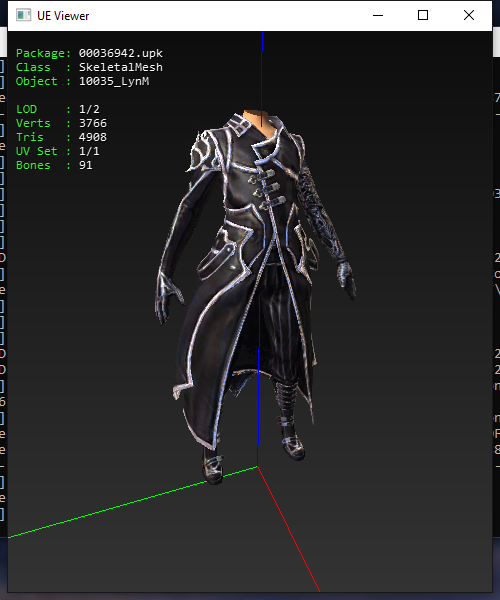 UE Viewer
Package: 00036942.upk
Class : SkeletalMesh
Object : 10035_LynM
LOD : 1/2
Verts : 3766
Tris : 4908
UV Set : 1/1
Bones : 91